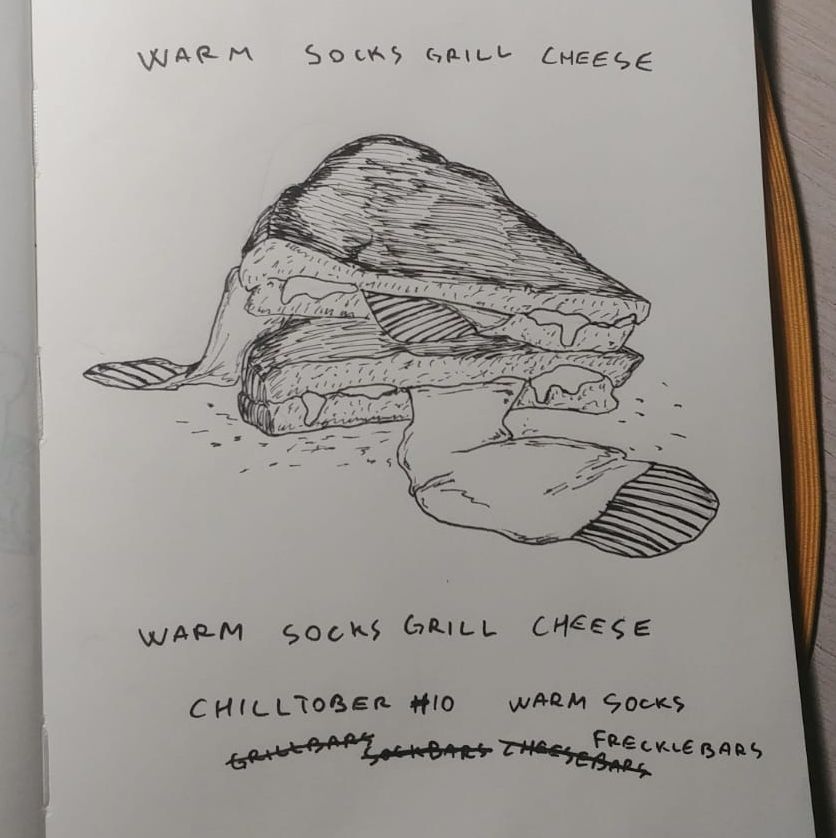 WARM SOCKS GRILL CHEESE
WARM SOCKS GRILL CHEESE
CHILLTOBER #10 WARM SOCKS
GRILLBARS SOCKBARS CHEESEBARS FRECKLEBARS